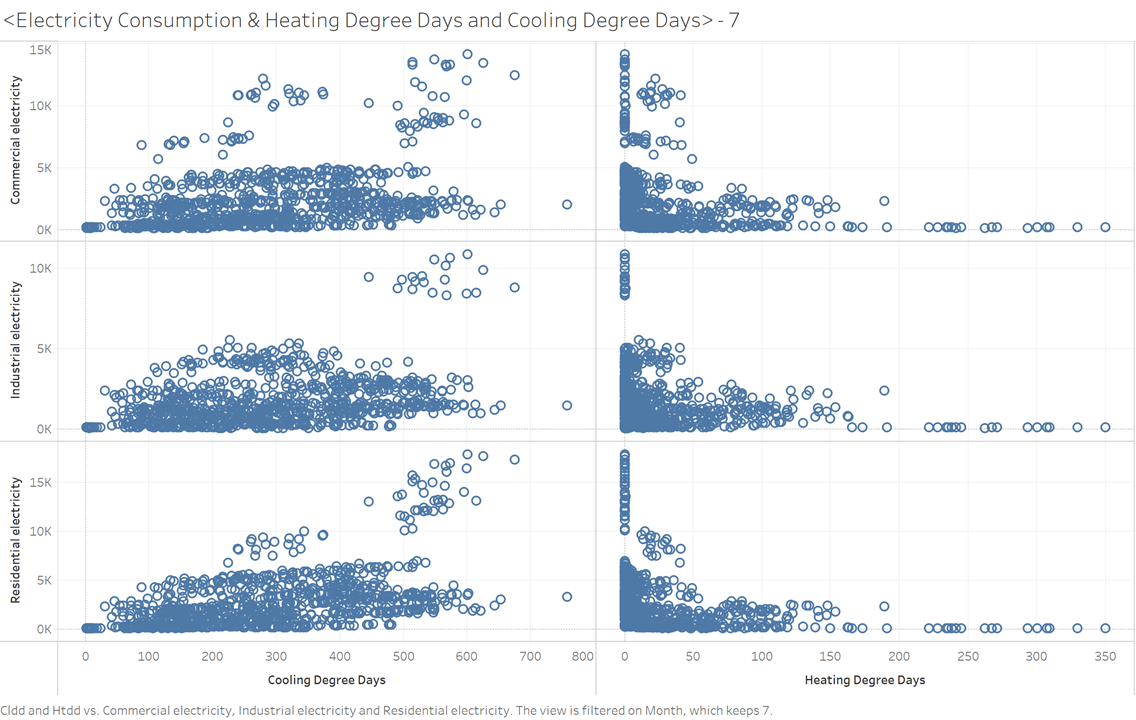 <Electricity Consumption & Heating Degree Days and Cooling Degree Days> - 7
15K
10K
5K
0K
Commercial electricity
10K
5K
0K
Industrial electricity
15K
10K
5K
0K
Residential electricity
0 100 200 300 400 500 600 700 800 0 50 100 150 200 250 300 350
Cooling Degree Days Heating Degree Days
Cldd and Htdd vs. Commercial electricity, Industrial electricity and Residential electricity. The view is filtered on Month, which keeps 7.